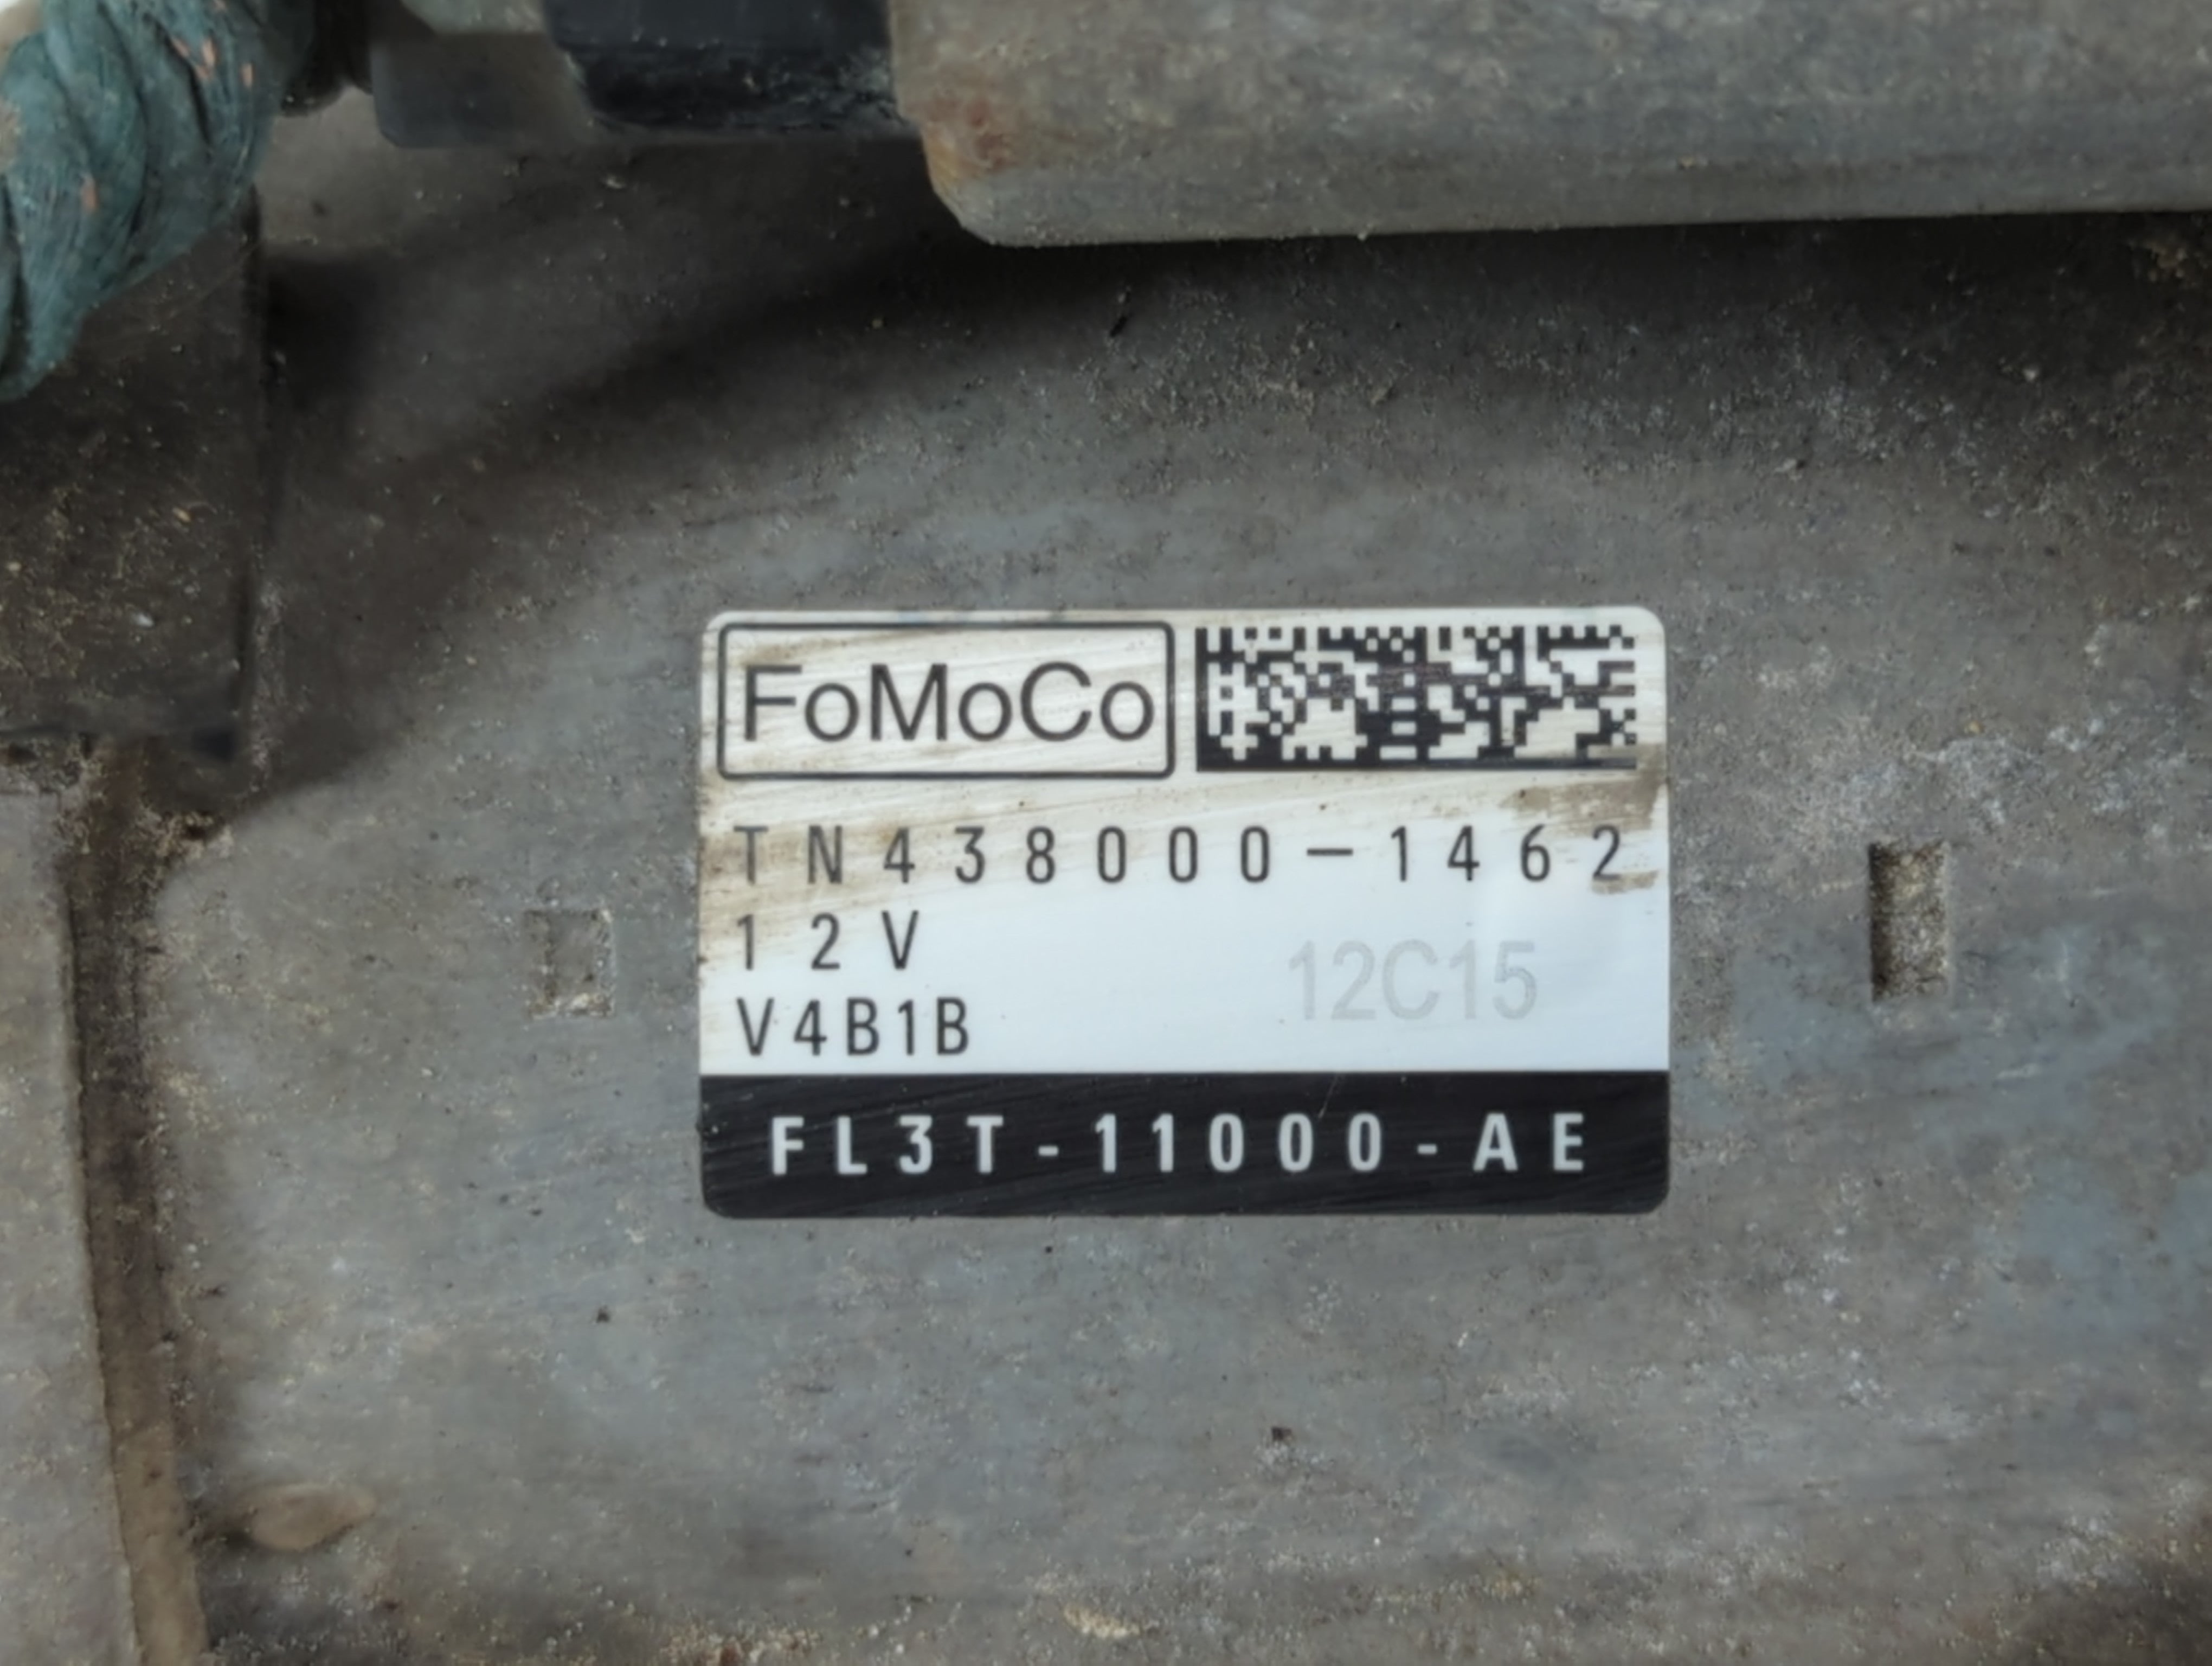 FoMoCo
TN438000-1462
12V
12C15
V4B1B
FL3T-11000-AE